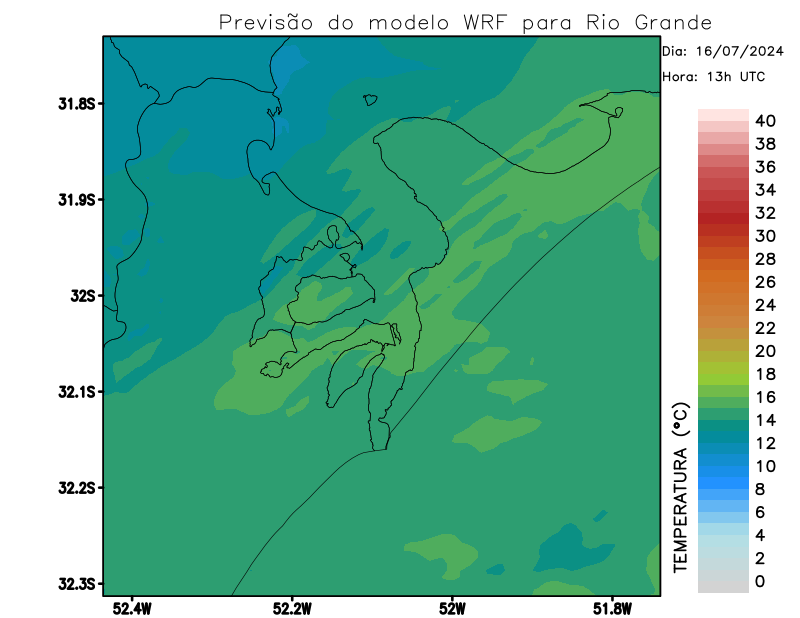 Previsão do modelo WRF para Rio Grande
Dia: 16/07/2024
Hora: 13h UTC
31.8S
31.9S
32S
32.1S
32.2S
32.3S
52.4W
52.2W
52W
51.8W
TEMPERATURA (°C)
40
38
36
34
32
30
28
26
24
22
20
18
16
14
12
10
8
6
4
2
0